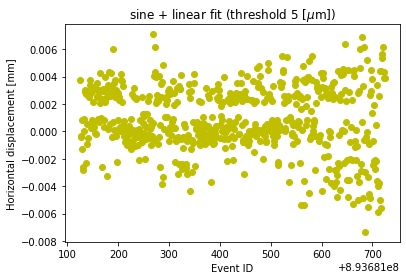 sine + linear fit (threshold 5 [μm])
Horizontal displacement [mm]
0.006
0.004
0.002
0.000
−0.002
−0.004
−0.006
−0.008
100 200 300 400 500 600 700
Event ID
+8.93681e8